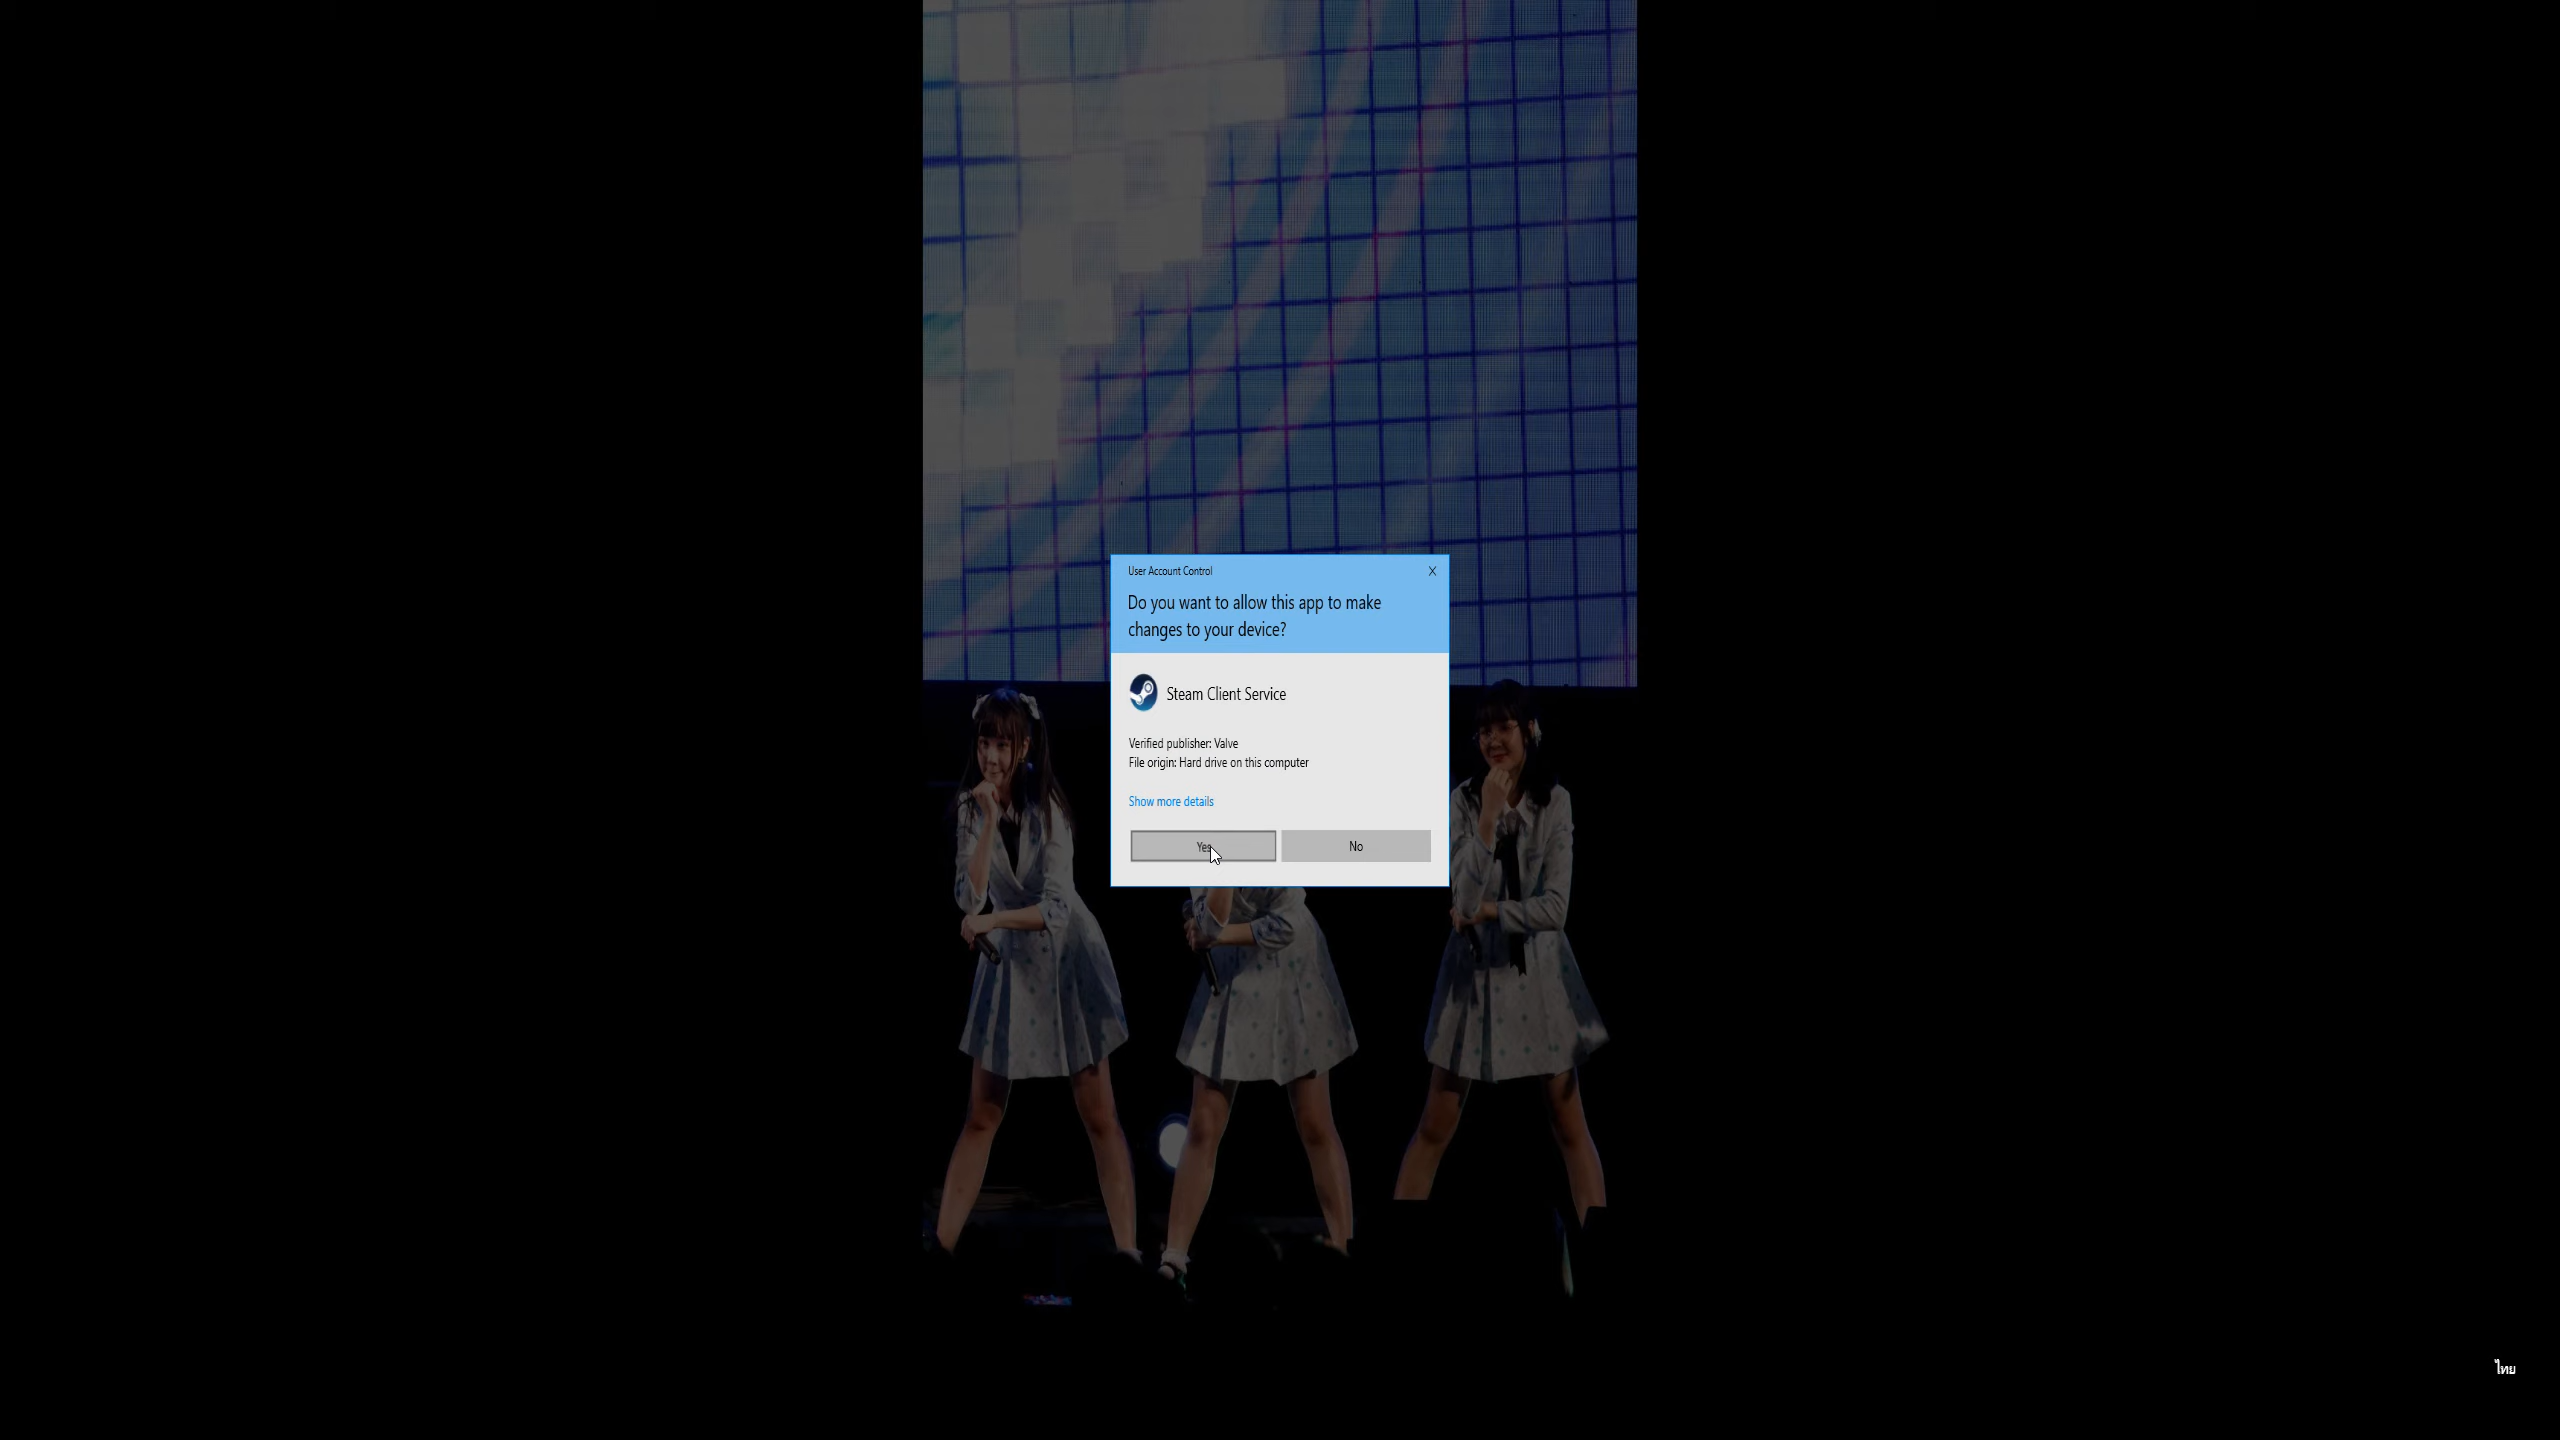 User Account Control
X
Do you want to allow this app to make
changes to your device?
Steam Client Service
Verified publisher: Valve
File origin: Hard drive on this computer
Show more details
Yes
No
ไทย